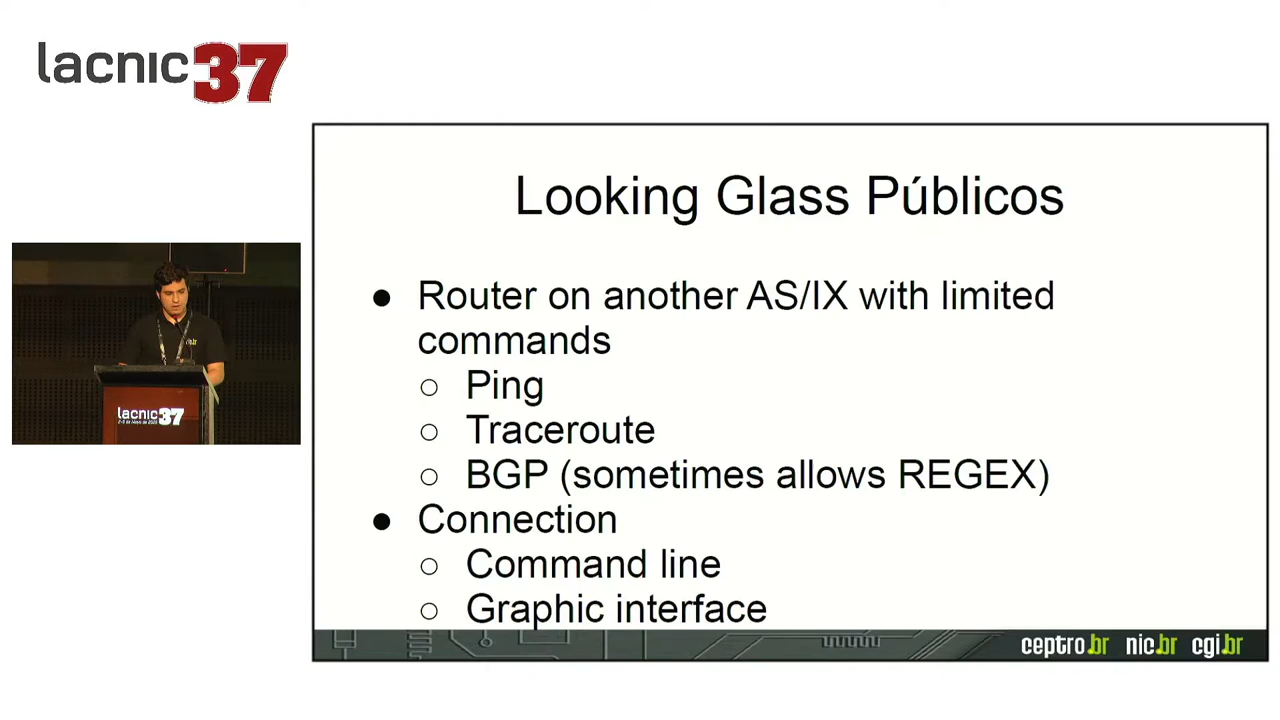 lacnic37
Looking Glass Públicos
● Router on another AS/IX with limited
commands
○ Ping
○ Traceroute
○ BGP (sometimes allows REGEX)
● Connection
○ Command line
○ Graphic interface
lacnic37
ceptro.br nic.br cgi.br